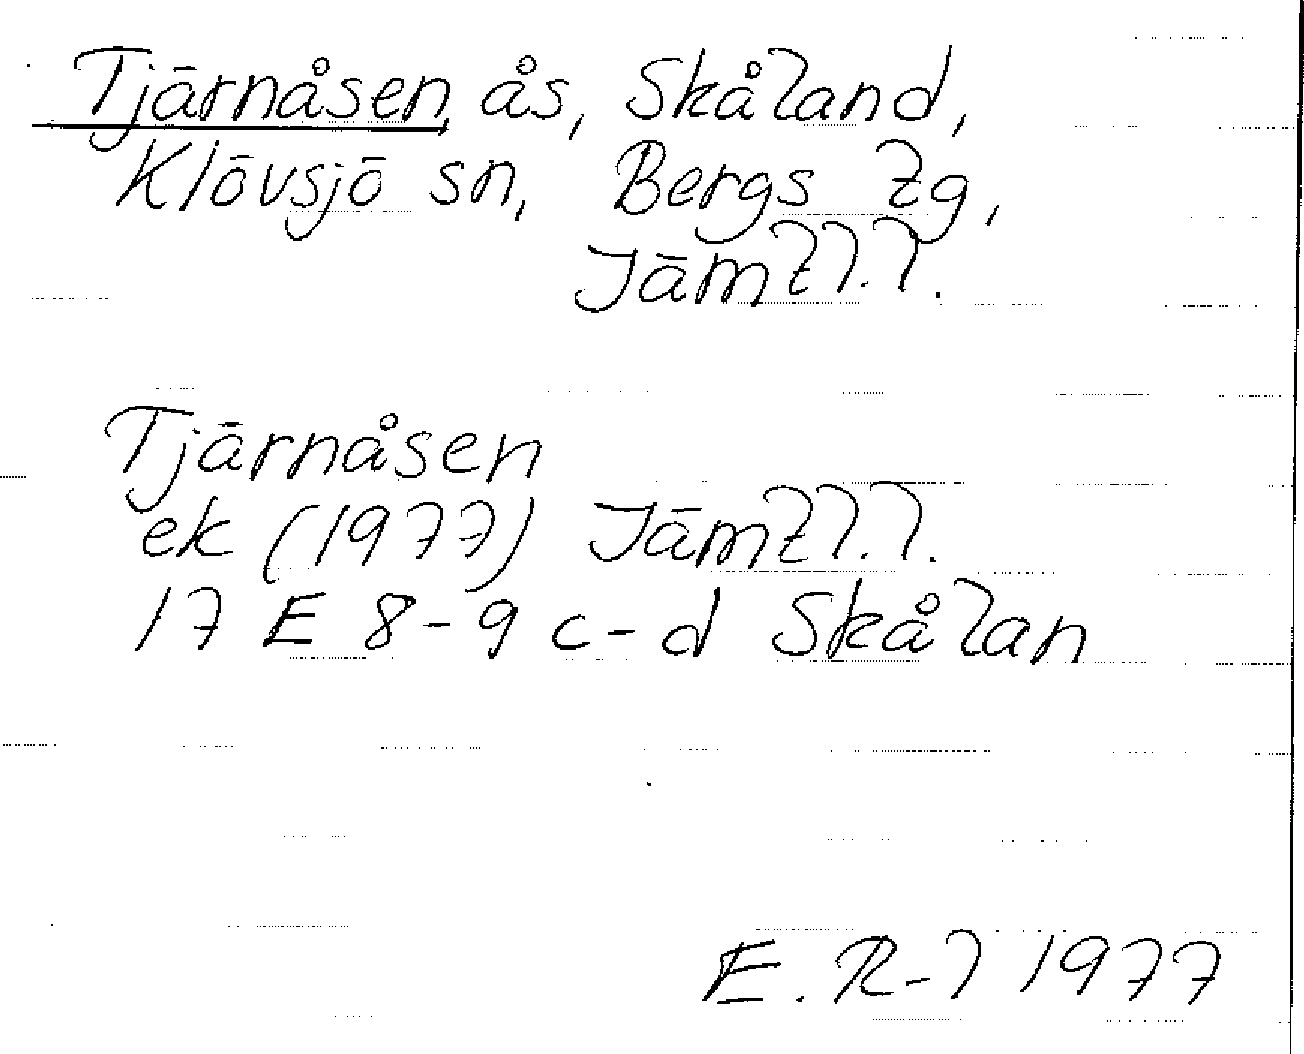 Tjärnåsen, ås, Skåland,
Klövsjö sn, Bergs tg,
Jämtl.l.
Tjärnåsen
ek (1977) Jämtl.l.
17 E 8-9 c-d Skålan
E. R-l 1977